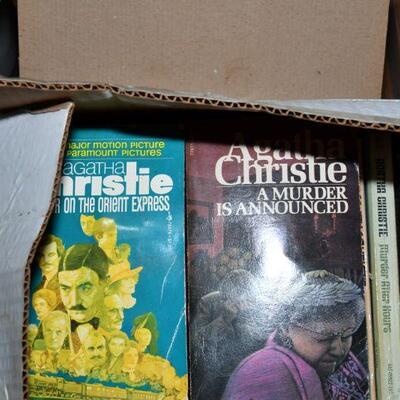 major motion picture
Paramount Pictures
agatha
christie
R ON THE ORIENT EXPRESS
Agatha
Christie
A MURDER
IS ANNOUNCED
AGATHA CHRISTIE
Murder After Hours